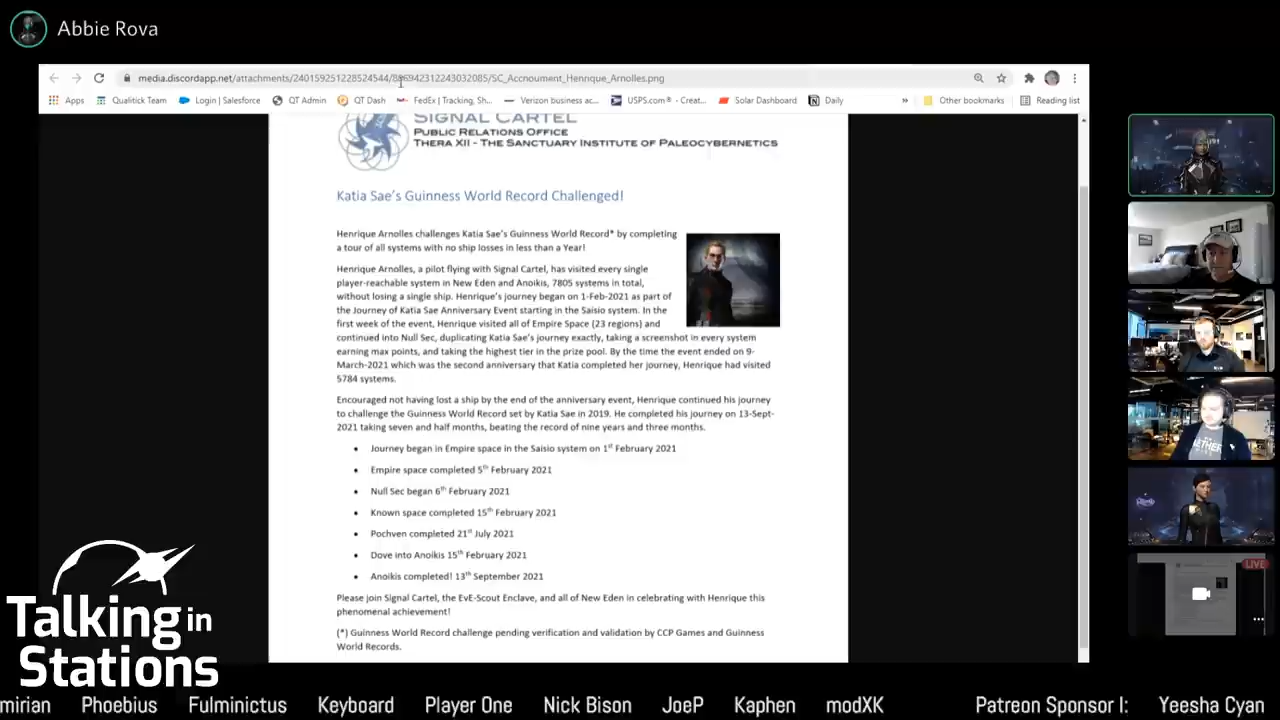 Abbie Rova
media.discordapp.net/attachments/240159251228524544/886942312243032085/SC_Accnoument_Henrique_Arnolles.png
Apps Qualitick Team Login | Salesforce QT Admin QT Dash FedEx | Tracking, Sh... Verizon business ac... USPS.com® - Creat... Solar Dashboard Daily » Other bookmarks Reading list
SIGNAL CARTEL
PUBLIC RELATIONS OFFICE
THERA XII - THE SANCTUARY INSTITUTE OF PALEOCYBERNETICS
Katia Sae's Guinness World Record Challenged!
Henrique Arnolles challenges Katia Sae's Guinness World Record* by completing
a tour of all systems with no ship losses in less than a Year!
Henrique Arnolles, a pilot flying with Signal Cartel, has visited every single
player-reachable system in New Eden and Anoikis, 7805 systems in total,
without losing a single ship. Henrique's journey began on 1-Feb-2021 as part of
the Journey of Katia Sae Anniversary Event starting in the Saisio system. In the
first week of the event, Henrique visited all of Empire Space (23 regions) and
continued into Null Sec, duplicating Katia Sae's journey exactly, taking a screenshot in every system
earning max points, and taking the highest tier in the prize pool. By the time the event ended on 9-
March-2021 which was the second anniversary that Katia completed her journey, Henrique had visited
5784 systems.
Encouraged not having lost a ship by the end of the anniversary event, Henrique continued his journey
to challenge the Guinness World Record set by Katia Sae in 2019. He completed his journey on 13-Sept-
2021 taking seven and half months, beating the record of nine years and three months.
• Journey began in Empire space in the Saisio system on 1st February 2021
• Empire space completed 5th February 2021
• Null Sec began 6th February 2021
• Known space completed 15th February 2021
• Pochven completed 21st July 2021
• Dove into Anoikis 15th February 2021
• Anoikis completed! 13th September 2021
Please join Signal Cartel, the EvE-Scout Enclave, and all of New Eden in celebrating with Henrique this
phenomenal achievement!
(*) Guinness World Record challenge pending verification and validation by CCP Games and Guinness
World Records.
LIVE
Talking in
Stations
mirian Phoebius Fulminictus Keyboard Player One Nick Bison JoeP Kaphen modXK Patreon Sponsor I: Yeesha Cyan